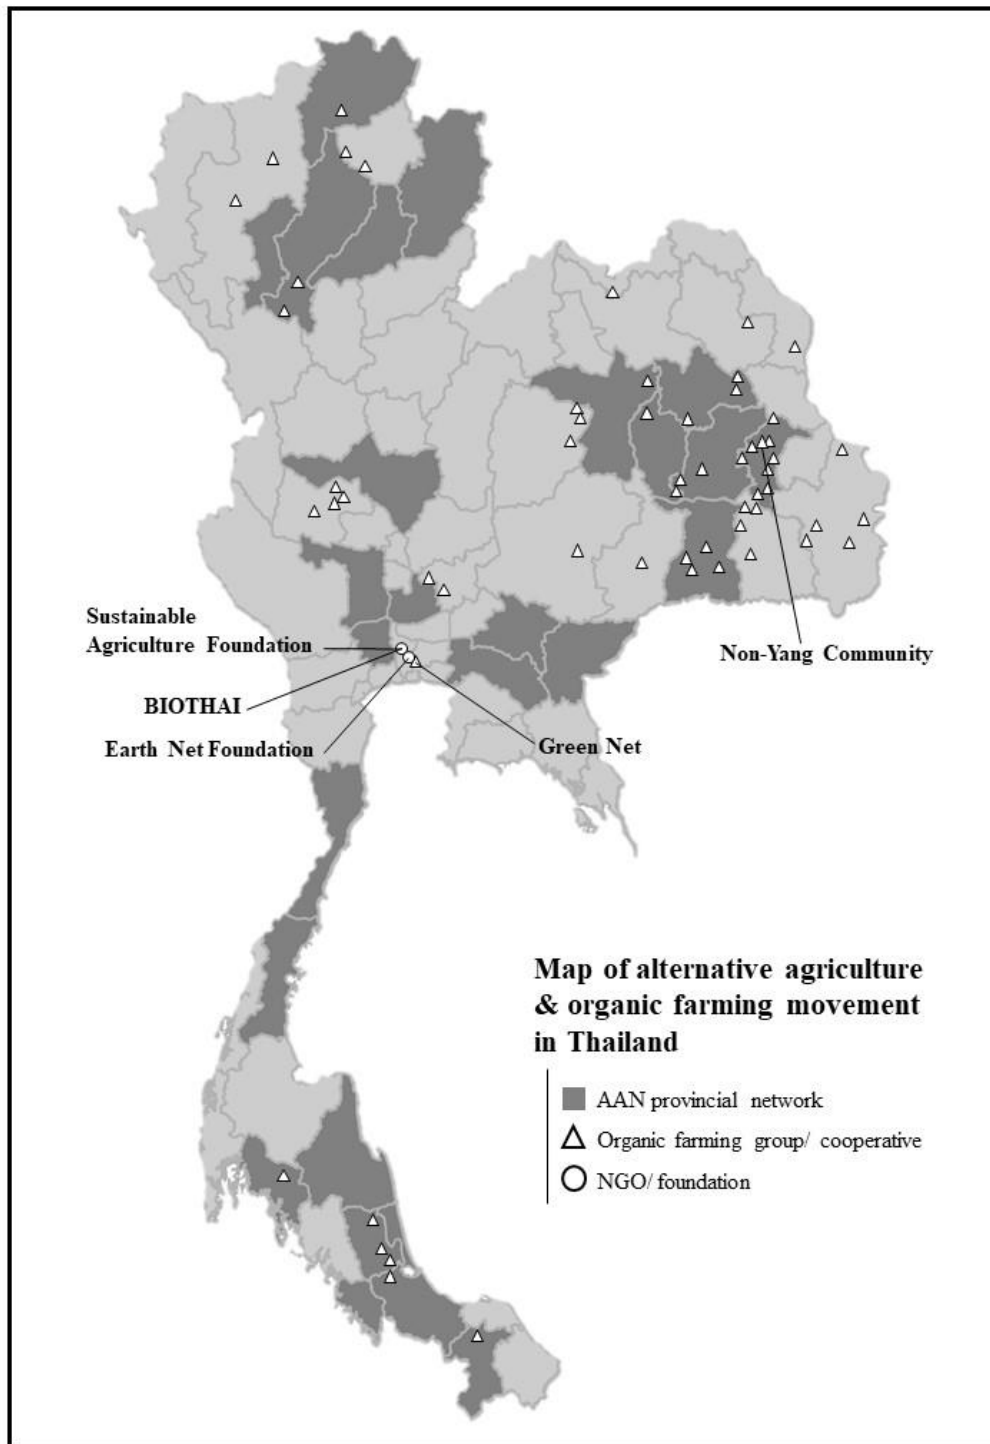 Sustainable
Agriculture Foundation
BIOTHAI
Earth Net Foundation
Green Net
Non-Yang Community
Map of alternative agriculture
& organic farming movement
in Thailand
AAN provincial network
Organic farming group/ cooperative
NGO/ foundation